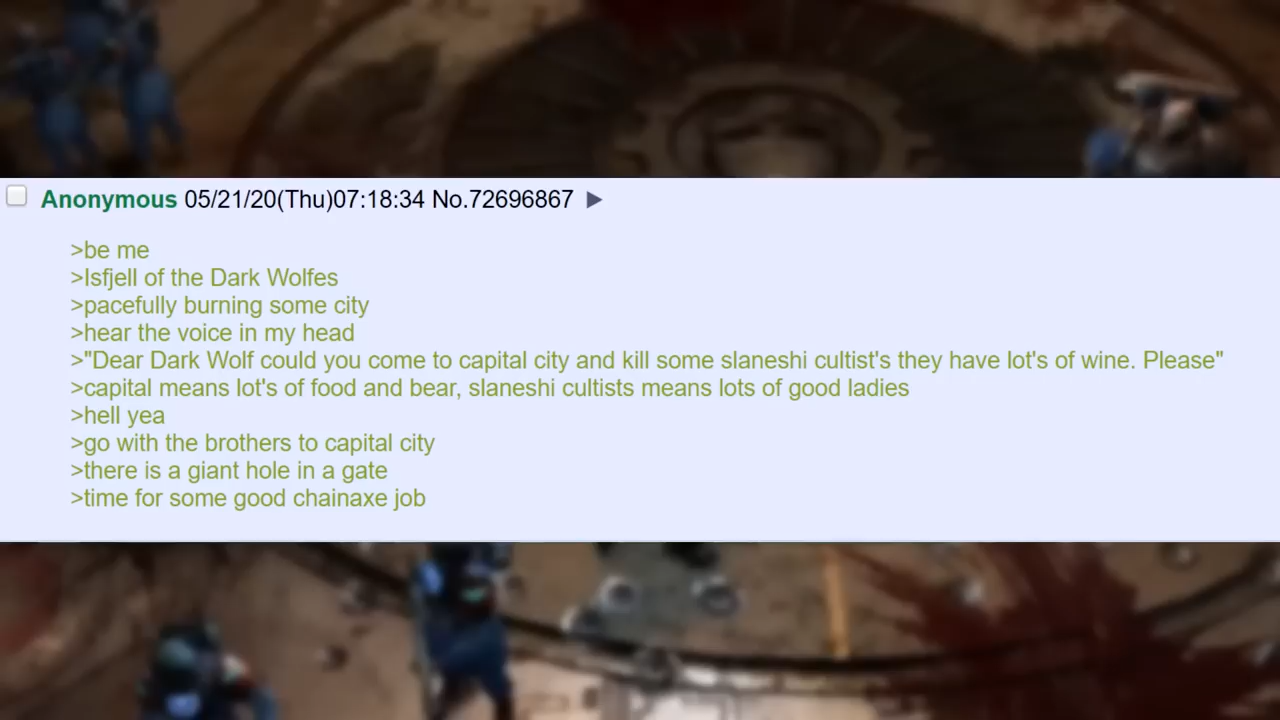 Anonymous 05/21/20(Thu)07:18:34 No.72696867 ▶
>be me
>Isfjell of the Dark Wolfes
>pacefully burning some city
>hear the voice in my head
>"Dear Dark Wolf could you come to capital city and kill some slaneshi cultist's they have lot's of wine. Please"
>capital means lot's of food and bear, slaneshi cultists means lots of good ladies
>hell yea
>go with the brothers to capital city
>there is a giant hole in a gate
>time for some good chainaxe job